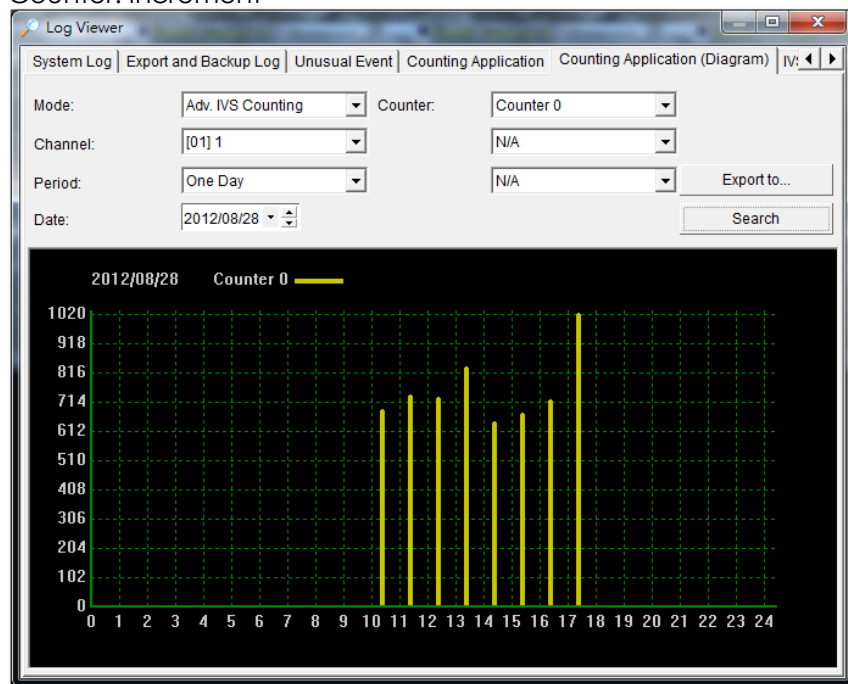 Counter: Increment
Log Viewer
System Log Export and Backup Log Unusual Event Counting Application Counting Application (Diagram)
Mode: Adv. IVS Counting Counter: Counter 0
Channel: [01] 1 N/A
Period: One Day N/A Export to...
Date: 2012/08/28 Search
2012/08/28 Counter 0
1020
918
816
714
612
510
408
306
204
102
0
0 1 2 3 4 5 6 7 8 9 10 11 12 13 14 15 16 17 18 19 20 21 22 23 24